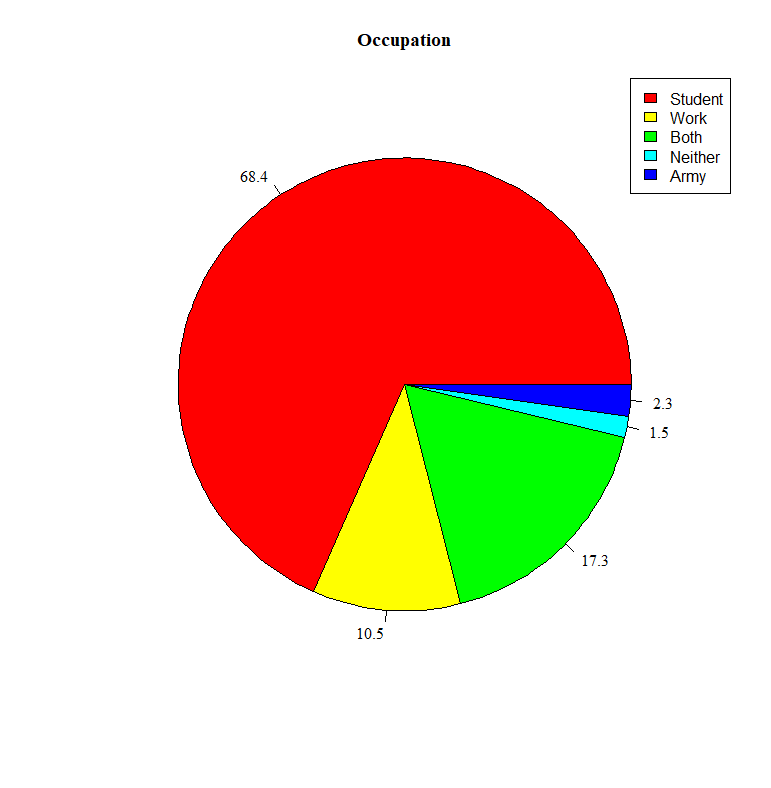 Occupation
Student
Work
Both
Neither
Army
68.4
2.3
1.5
17.3
10.5